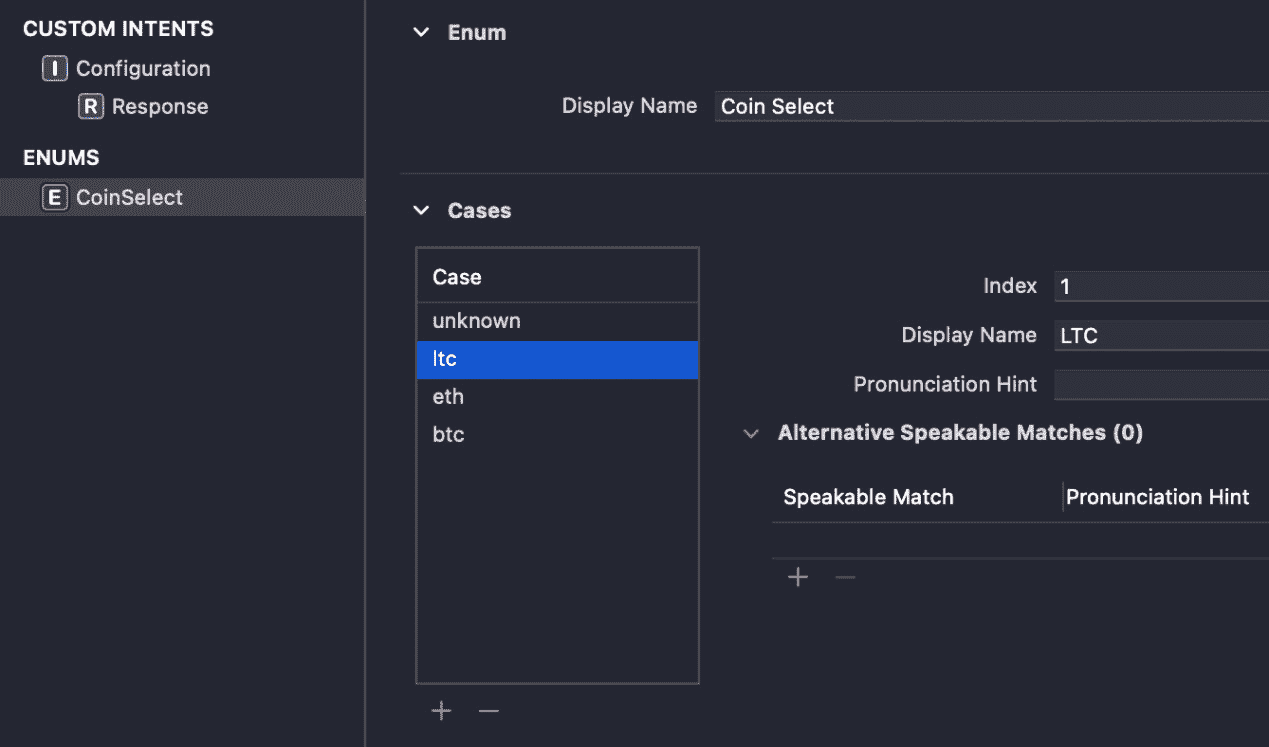 CUSTOM INTENTS
I Configuration
R Response
ENUMS
E CoinSelect
Enum
Display Name Coin Select
Cases
Case
unknown
ltc
eth
btc
Index 1
Display Name LTC
Pronunciation Hint
Alternative Speakable Matches (0)
Speakable Match Pronunciation Hint